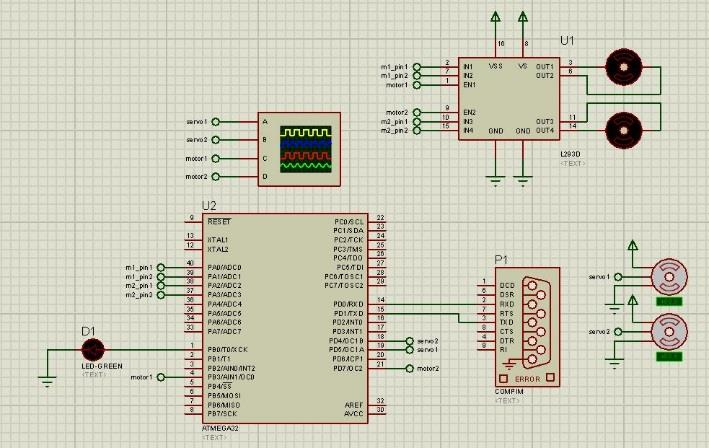 U1
16
8
m1_pin1 2 IN1 VSS VS OUT1 3
m1_pin2 7 IN2 OUT2 6
motor1 1 EN1
motor2 9 EN2
m2_pin1 10 IN3 OUT3 11
m2_pin2 15 IN4 GND GND OUT4 14
L293D
<TEXT>
servo1 A
servo2 B
motor1 C
motor2 D
U2
9 RESET PC0/SCL 22
PC1/SDA 23
13 XTAL1 PC2/TCK 24
12 XTAL2 PC3/TMS 25
PC4/TDO 26
m1_pin1 40 PA0/ADC0 PC5/TDI 27
m1_pin2 39 PA1/ADC1 PC6/TOSC1 28
m2_pin1 38 PA2/ADC2 PC7/TOSC2 29
m2_pin2 37 PA3/ADC3
36 PA4/ADC4 PD0/RXD 14
35 PA5/ADC5 PD1/TXD 15
34 PA6/ADC6 PD2/INT0 16
33 PA7/ADC7 PD3/INT1 17
PD4/OC1B 18 servo2
1 PB0/T0/XCK PD5/OC1A 19 servo1
2 PB1/T1 PD6/ICP1 20
3 PB2/AIN0/INT2 PD7/OC2 21 motor2
motor1 4 PB3/AIN1/OC0
5 PB4/SS
6 PB5/MOSI
7 PB6/MISO AREF 32
8 PB7/SCK AVCC 30
ATMEGA32
<TEXT>
D1
LED-GREEN
<TEXT>
P1
1 DCD
6 DSR
2 RXD
7 RTS
3 TXD
8 CTS
4 DTR
9 RI
ERROR
COMPIM
<TEXT>
servo1
servo2